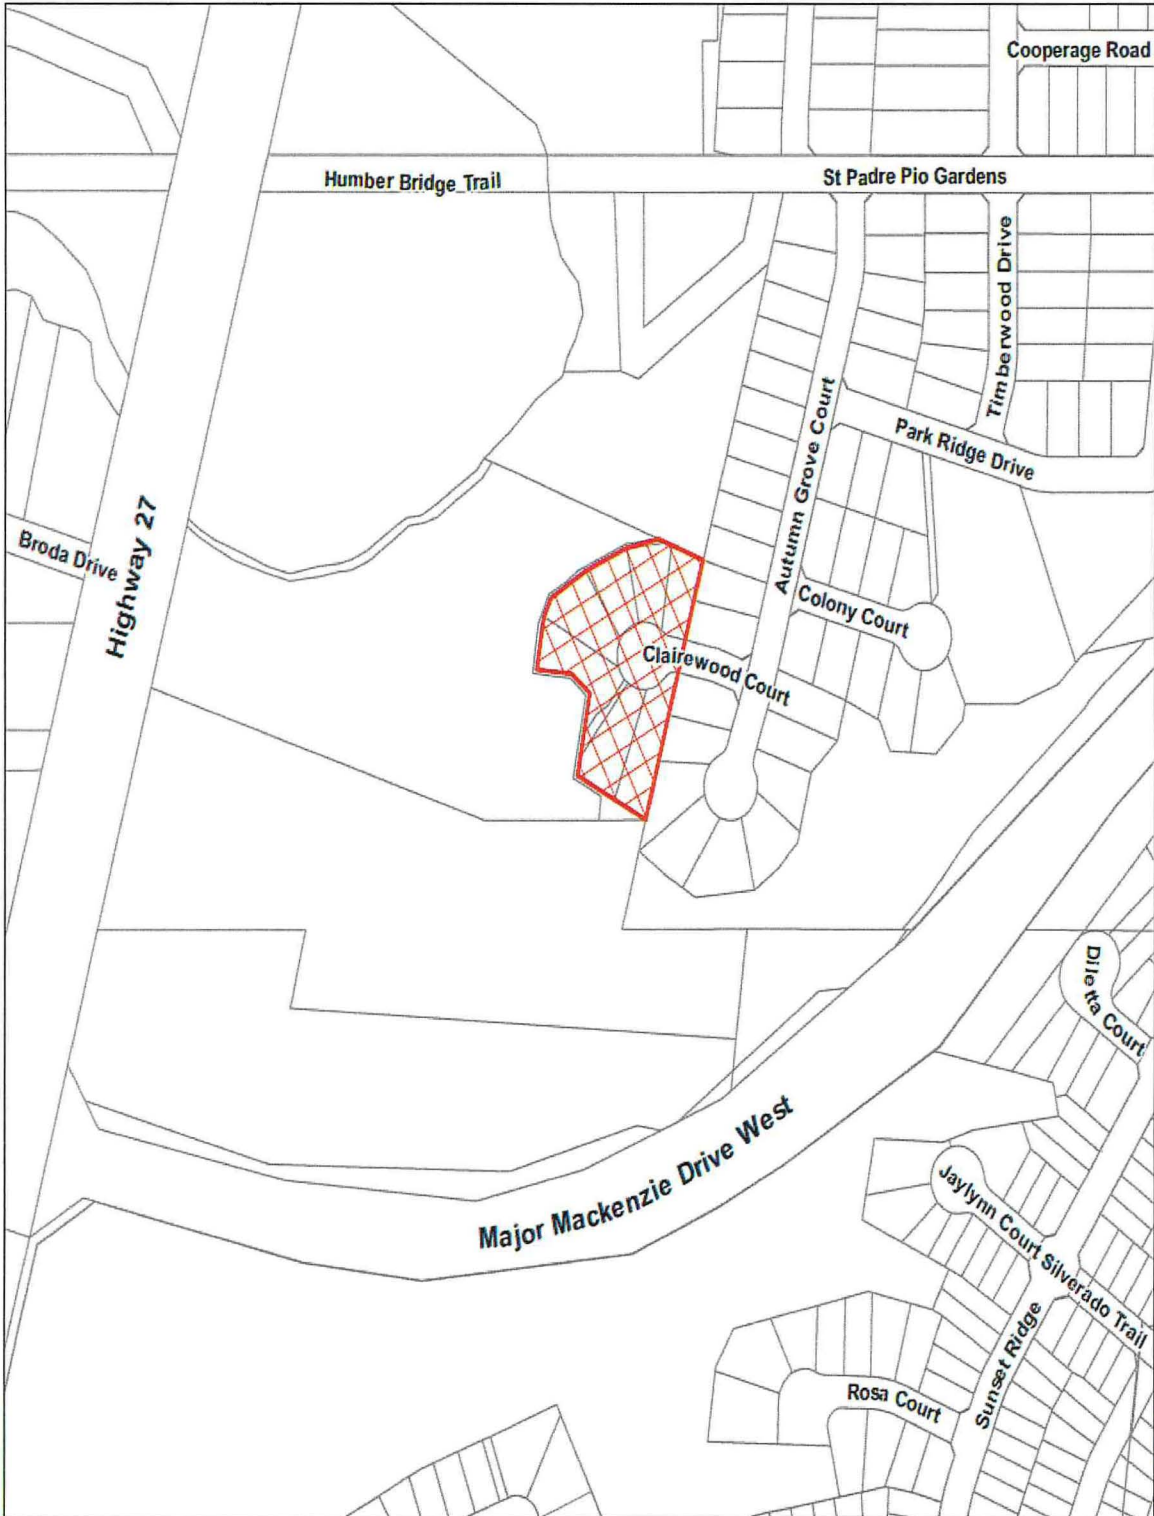 Cooperage Road
Humber Bridge Trail
St Padre Pio Gardens
Timberwood Drive
Autumn Grove Court
Park Ridge Drive
Highway 27
Broda Drive
Colony Court
Clairewood Court
Diletta Court
Major Mackenzie Drive West
Jaylynn Court
Silverado Trail
Sunset Ridge
Rosa Court